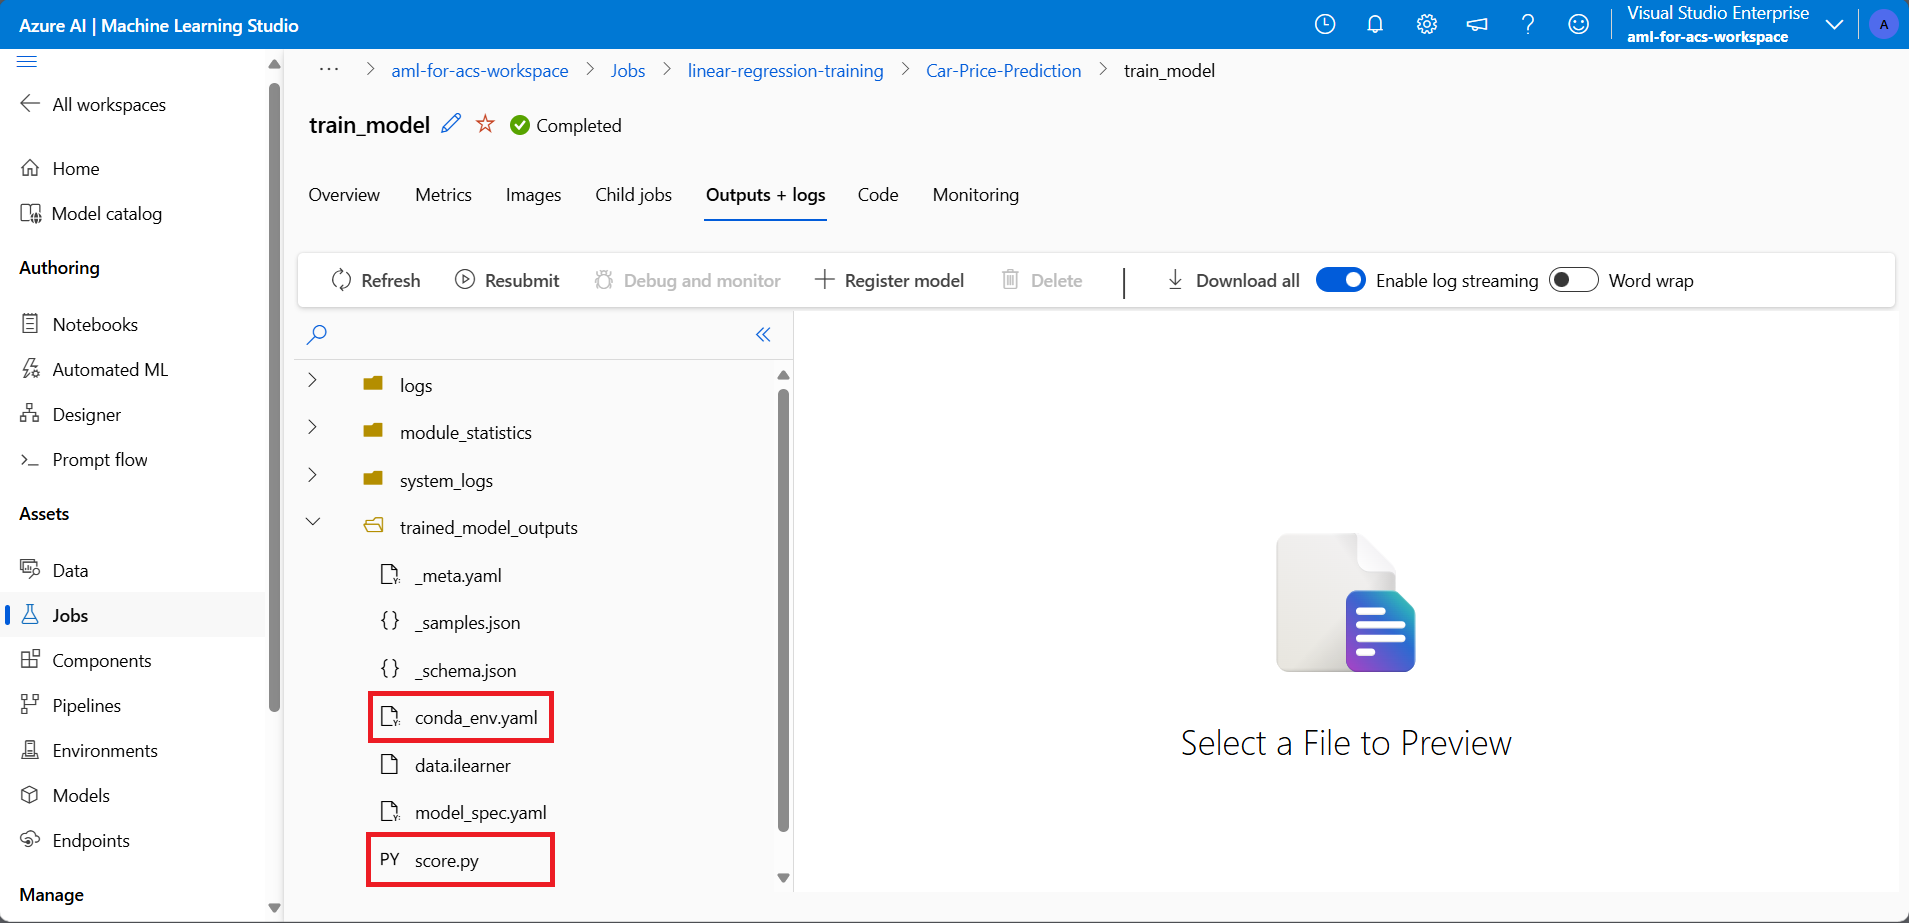 Azure AI | Machine Learning Studio
Visual Studio Enterprise
aml-for-acs-workspace
A
All workspaces
Home
Model catalog
Authoring
Notebooks
Automated ML
Designer
Prompt flow
Assets
Data
Jobs
Components
Pipelines
Environments
Models
Endpoints
Manage
··· > aml-for-acs-workspace > Jobs > linear-regression-training > Car-Price-Prediction > train_model
train_model Completed
Overview Metrics Images Child jobs Outputs + logs Code Monitoring
Refresh Resubmit Debug and monitor Register model Delete | Download all Enable log streaming Word wrap
logs
module_statistics
system_logs
trained_model_outputs
_meta.yaml
{} _samples.json
{} _schema.json
conda_env.yaml
data.ilearner
model_spec.yaml
PY score.py
Select a File to Preview